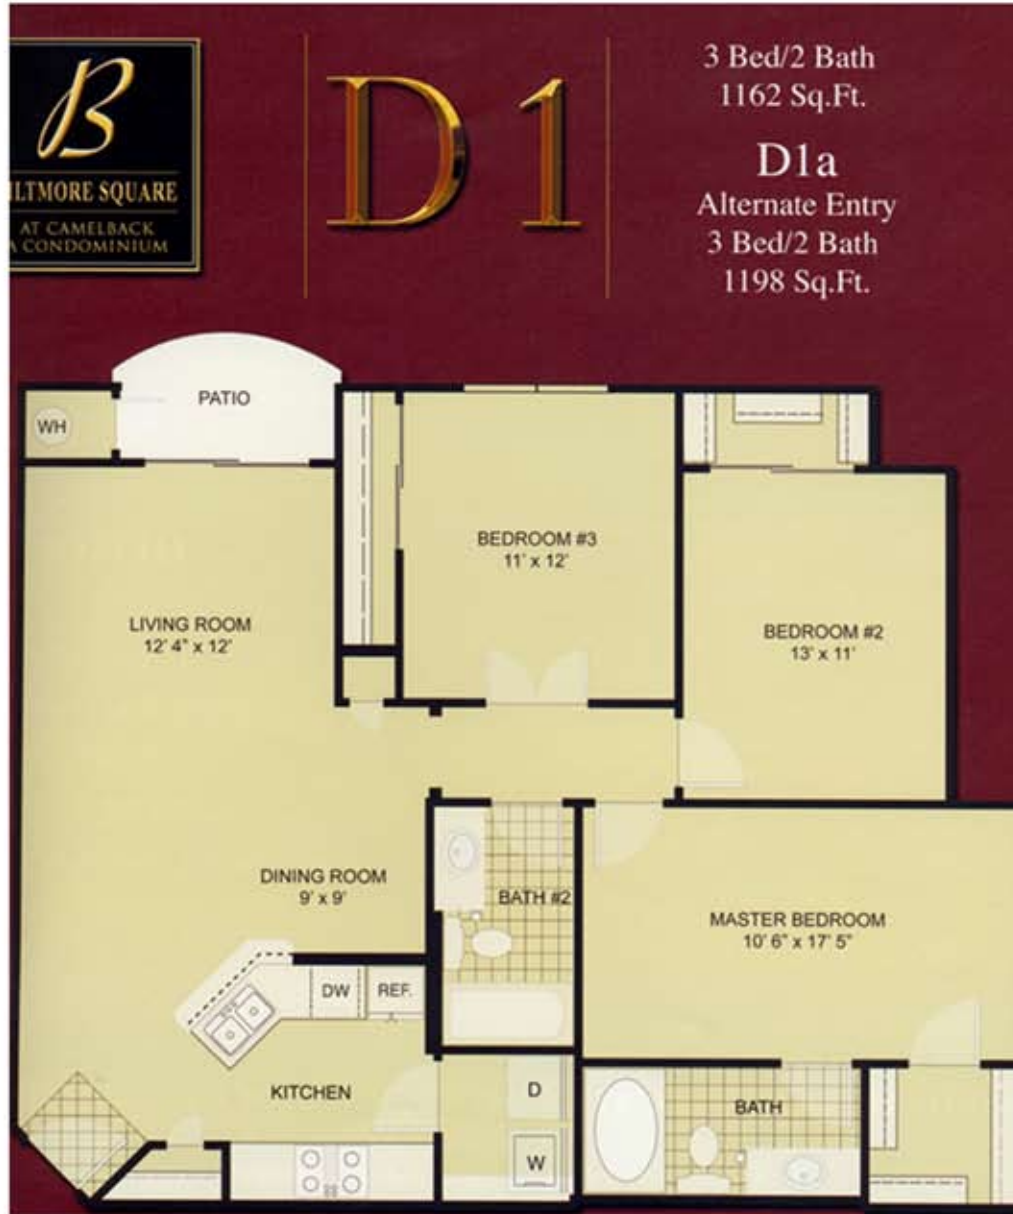 B
ILTMORE SQUARE
AT CAMELBACK
A CONDOMINIUM
D1
3 Bed/2 Bath
1162 Sq.Ft.
D1a
Alternate Entry
3 Bed/2 Bath
1198 Sq.Ft.
PATIO
WH
BEDROOM #3
11' x 12'
LIVING ROOM
12' 4" x 12'
BEDROOM #2
13' x 11'
DINING ROOM
9' x 9'
BATH #2
MASTER BEDROOM
10' 6" x 17' 5"
DW
REF.
KITCHEN
D
BATH
W